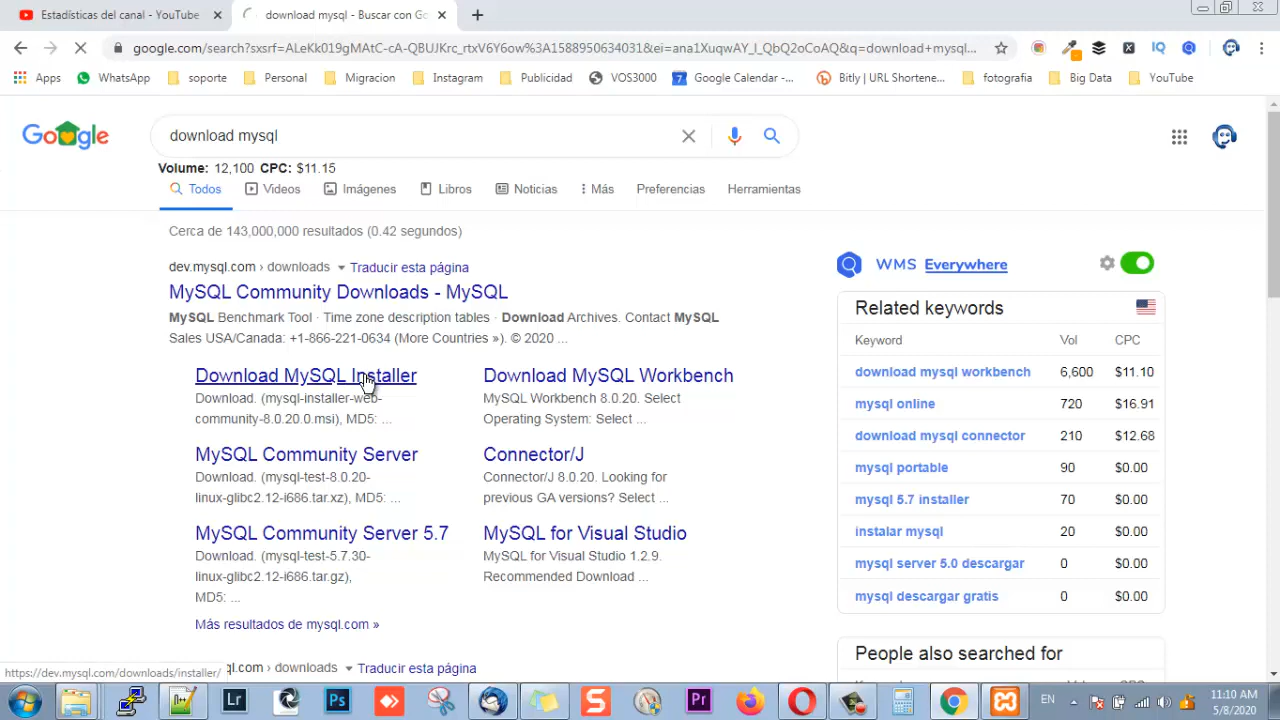 Estadísticas del canal - YouTube
download mysql - Buscar con Go
google.com/search?sxsrf=ALeKk019gMAtC-cA-QBUJKrc_rtxV6Y6ow%3A1588950634031&ei=ana1XuqwAY_I_QbQ2oCoAQ&q=download+mysql...
Apps
WhatsApp
soporte
Personal
Migracion
Instagram
Publicidad
VOS3000
Google Calendar -...
Bitly | URL Shortene...
fotografia
Big Data
YouTube
Google
download mysql
Volume: 12,100 CPC: $11.15
Todos
Videos
Imágenes
Libros
Noticias
Más
Preferencias
Herramientas
Cerca de 143,000,000 resultados (0.42 segundos)
dev.mysql.com › downloads ▾ Traducir esta página
MySQL Community Downloads - MySQL
MySQL Benchmark Tool · Time zone description tables · Download Archives. Contact MySQL
Sales USA/Canada: +1-866-221-0634 (More Countries »). © 2020 ...
Download MySQL Installer
Download. (mysql-installer-web-
community-8.0.20.0.msi), MD5: ...
Download MySQL Workbench
MySQL Workbench 8.0.20. Select
Operating System: Select ...
MySQL Community Server
Download. (mysql-test-8.0.20-
linux-glibc2.12-i686.tar.xz), MD5: ...
Connector/J
Connector/J 8.0.20. Looking for
previous GA versions? Select ...
MySQL Community Server 5.7
Download. (mysql-test-5.7.30-
linux-glibc2.12-i686.tar.gz),
MD5: ...
MySQL for Visual Studio
MySQL for Visual Studio 1.2.9.
Recommended Download ...
Más resultados de mysql.com »
ql.com › downloads ▾ Traducir esta página
WMS Everywhere
Related keywords
Keyword Vol CPC
download mysql workbench 6,600 $11.10
mysql online 720 $16.91
download mysql connector 210 $12.68
mysql portable 90 $0.00
mysql 5.7 installer 70 $0.00
instalar mysql 20 $0.00
mysql server 5.0 descargar 0 $0.00
mysql descargar gratis 0 $0.00
People also searched for
https://dev.mysql.com/downloads/installer/
Lr
Ps
S
Pr
EN
11:10 AM
5/8/2020